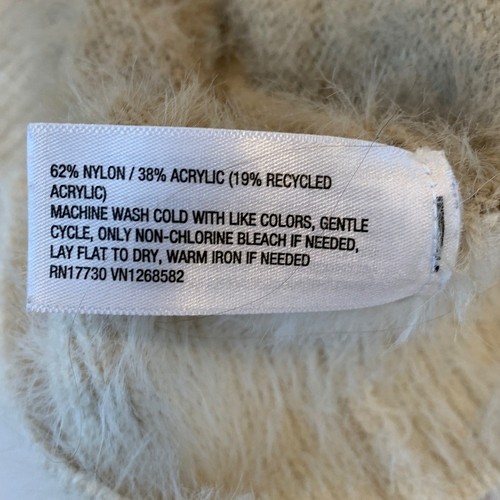 62% NYLON / 38% ACRYLIC (19% RECYCLED
ACRYLIC)
MACHINE WASH COLD WITH LIKE COLORS, GENTLE
CYCLE, ONLY NON-CHLORINE BLEACH IF NEEDED,
LAY FLAT TO DRY, WARM IRON IF NEEDED
RN17730 VN1268582